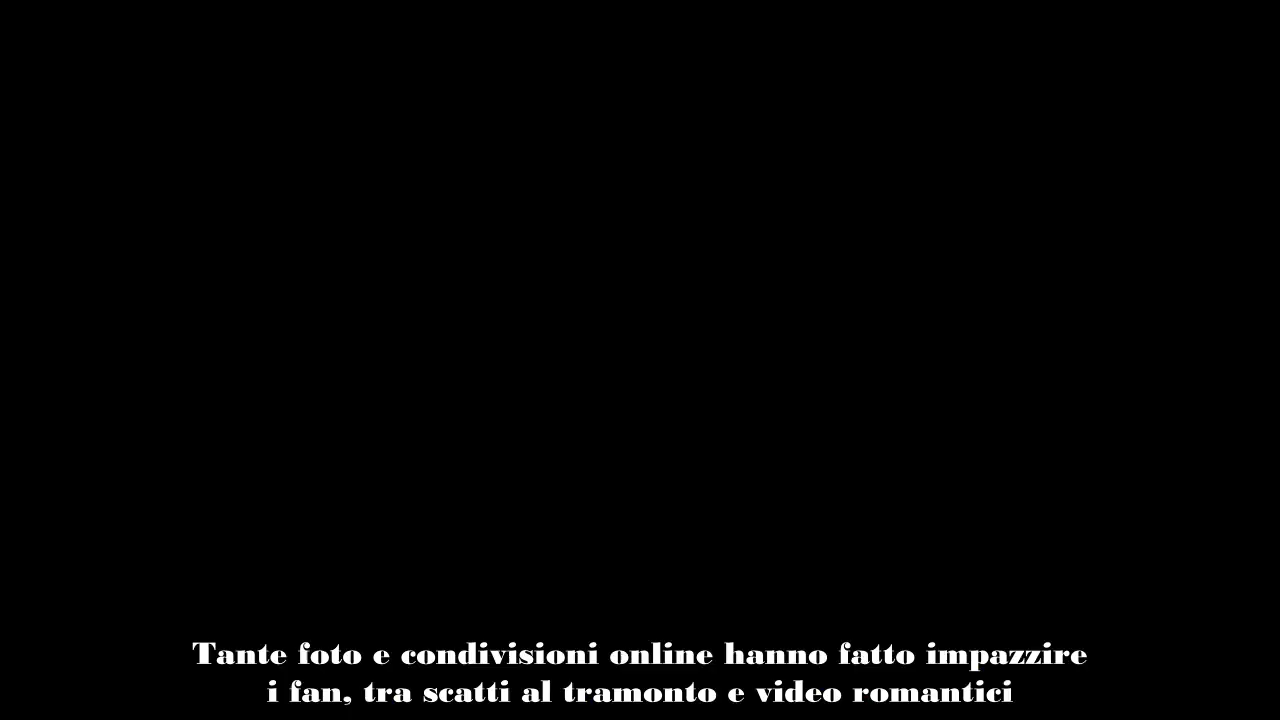 Tante foto e condivisioni online hanno fatto impazzire
i fan, tra scatti al tramonto e video romantici